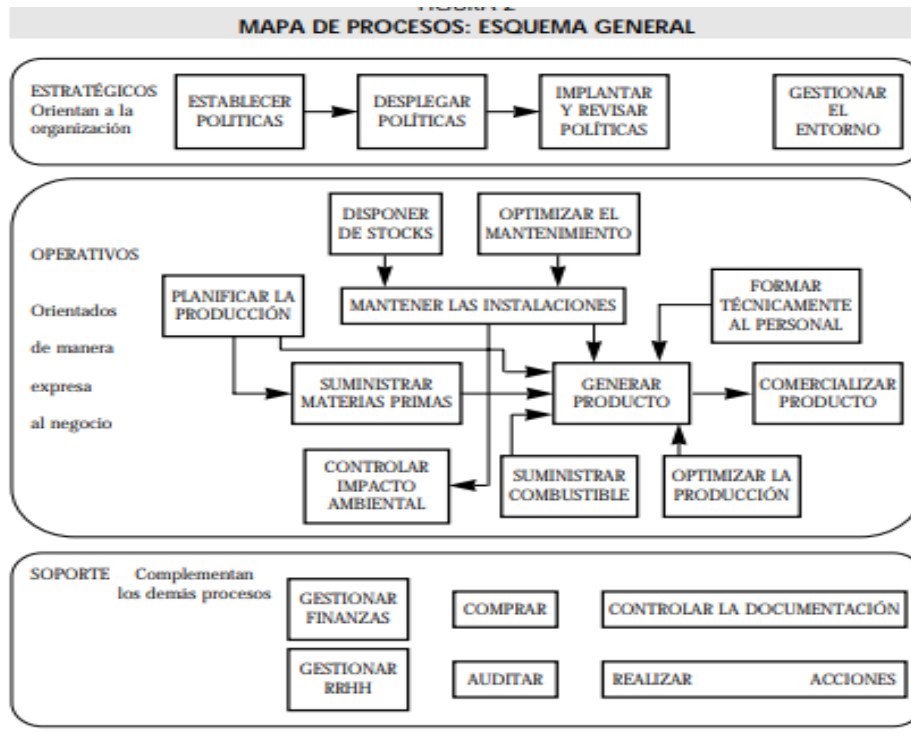 MAPA DE PROCESOS: ESQUEMA GENERAL
ESTRATÉGICOS
Orientan a la
organización
ESTABLECER
POLITICAS
DESPLEGAR
POLÍTICAS
IMPLANTAR
Y REVISAR
POLÍTICAS
GESTIONAR
EL
ENTORNO
OPERATIVOS
Orientados
de manera
expresa
al negocio
DISPONER
DE STOCKS
OPTIMIZAR EL
MANTENIMIENTO
PLANIFICAR LA
PRODUCCIÓN
MANTENER LAS INSTALACIONES
FORMAR
TÉCNICAMENTE
AL PERSONAL
SUMINISTRAR
MATERIAS PRIMAS
GENERAR
PRODUCTO
COMERCIALIZAR
PRODUCTO
CONTROLAR
IMPACTO
AMBIENTAL
SUMINISTRAR
COMBUSTIBLE
OPTIMIZAR LA
PRODUCCIÓN
SOPORTE Complementan
los demás procesos
GESTIONAR
FINANZAS
COMPRAR
CONTROLAR LA DOCUMENTACIÓN
GESTIONAR
RRHH
AUDITAR
REALIZAR ACCIONES